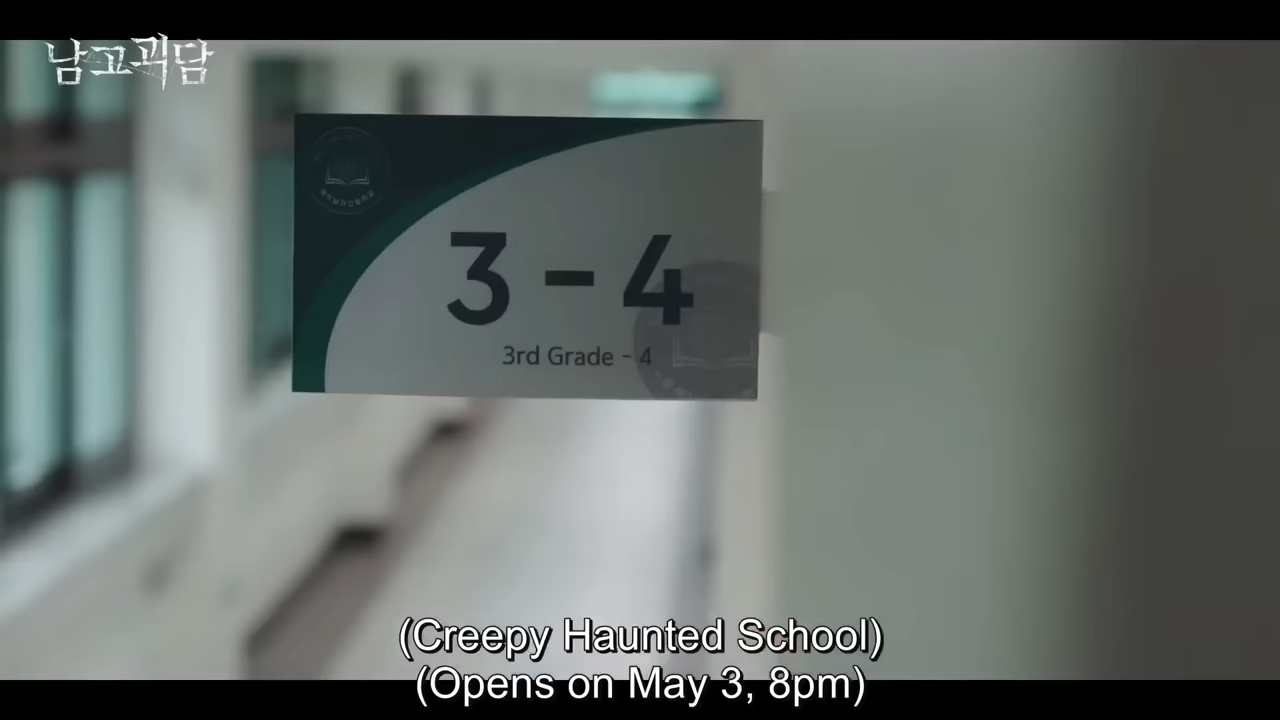 남고괴담
3 - 4
3rd Grade - 4
(Creepy Haunted School)
(Opens on May 3, 8pm)